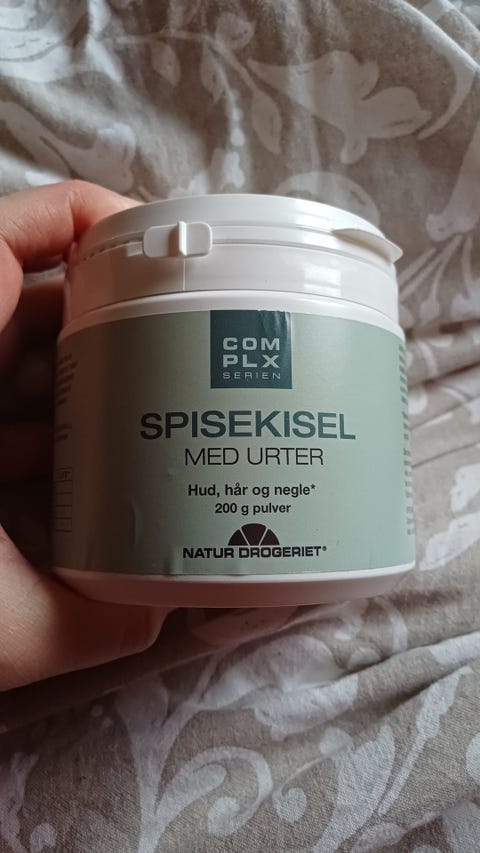 COM
PLX
SERIEN
SPISEKISEL
MED URTER
Hud, hår og negle*
200 g pulver
NATUR DROGERIET®